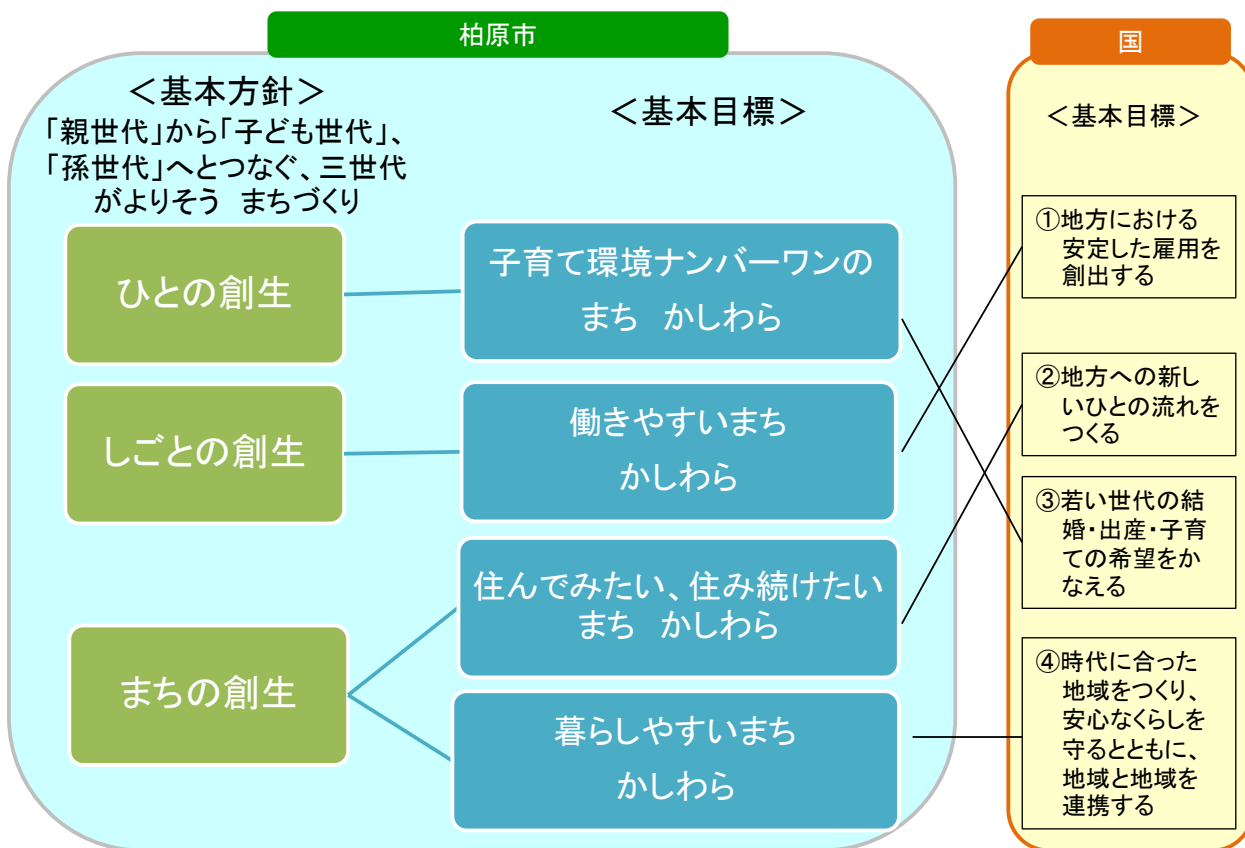 柏原市
国
＜基本方針＞
「親世代」から「子ども世代」、
「孫世代」へとつなぐ、三世代
がよりそう　まちづくり
＜基本目標＞
＜基本目標＞
ひとの創生
子育て環境ナンバーワンの
まち　かしわら
しごとの創生
働きやすいまち
かしわら
まちの創生
住んでみたい、住み続けたい
まち　かしわら
暮らしやすいまち
かしわら
①地方における
安定した雇用を
創出する
②地方への新し
いひとの流れを
つくる
③若い世代の結
婚・出産・子育
ての希望をか
なえる
④時代に合った
地域をつくり、
安心なくらしを
守るとともに、
地域と地域を
連携する